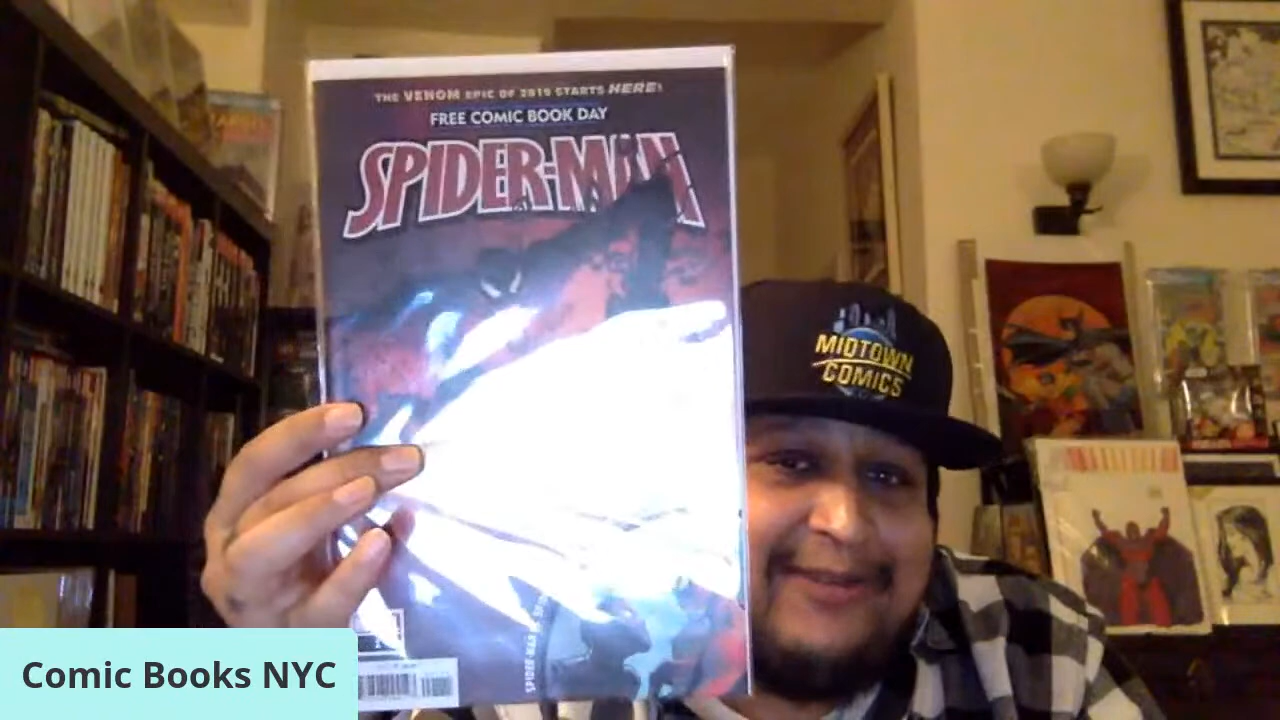 THE VENOM EPIC OF 2019 STARTS HERE!
FREE COMIC BOOK DAY
SPIDER-MAN
MIDTOWN
COMICS
Comic Books NYC